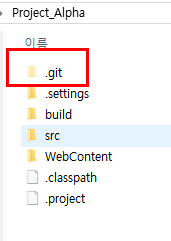 Project_Alpha
이름
.git
.settings
build
src
WebContent
.classpath
.project